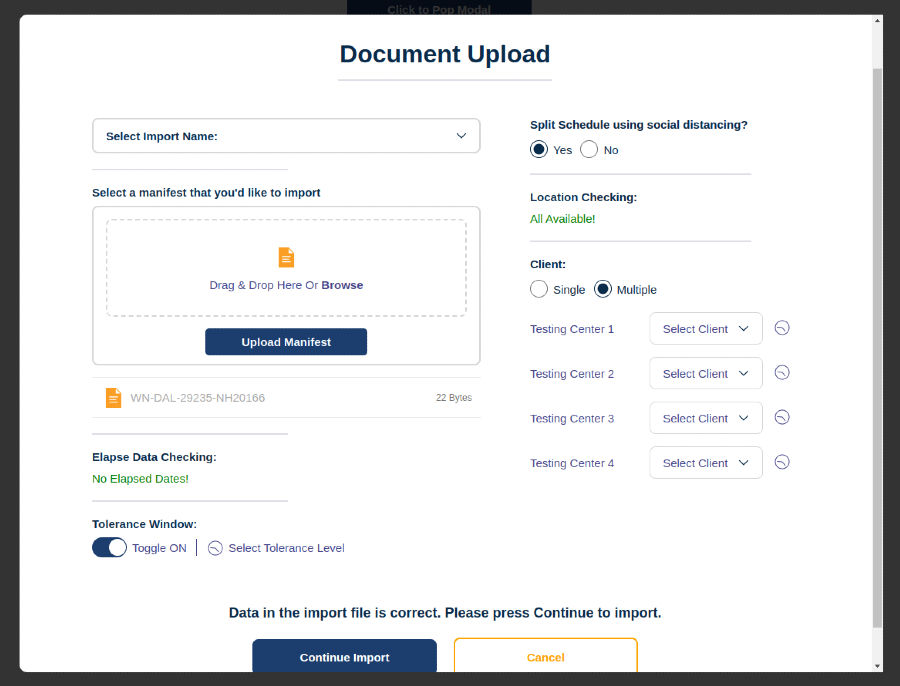 Click to Pop Modal
Document Upload
Select Import Name:
Select a manifest that you'd like to import
Drag & Drop Here Or Browse
Upload Manifest
WN-DAL-29235-NH20166 22 Bytes
Elapse Data Checking:
No Elapsed Dates!
Tolerance Window:
Toggle ON Select Tolerance Level
Split Schedule using social distancing?
Yes No
Location Checking:
All Available!
Client:
Single Multiple
Testing Center 1 Select Client
Testing Center 2 Select Client
Testing Center 3 Select Client
Testing Center 4 Select Client
Data in the import file is correct. Please press Continue to import.
Continue Import Cancel